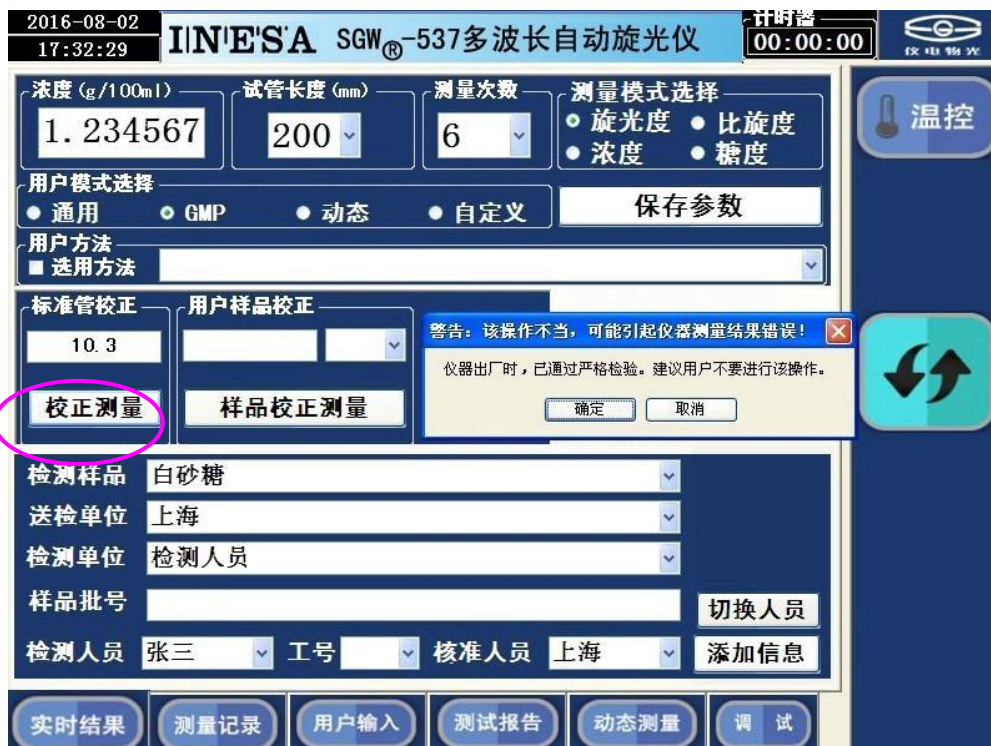 2016-08-02
17:32:29
INESA SGW®-537多波长自动旋光仪
计时器
00:00:00
仪电物光
浓度(g/100ml)
1.234567
试管长度(mm)
200
测量次数
6
测量模式选择
旋光度 比旋度
浓度 糖度
温控
用户模式选择
通用 GMP 动态 自定义
保存参数
用户方法
选用方法
标准管校正
10.3
校正测量
用户样品校正
样品校正测量
警告: 该操作不当, 可能引起仪器测量结果错误!
仪器出厂时,已通过严格检验。建议用户不要进行该操作。
确定 取消
检测样品 白砂糖
送检单位 上海
检测单位 检测人员
样品批号
切换人员
检测人员 张三 工号 核准人员 上海 添加信息
实时结果 测量记录 用户输入 测试报告 动态测量 调 试